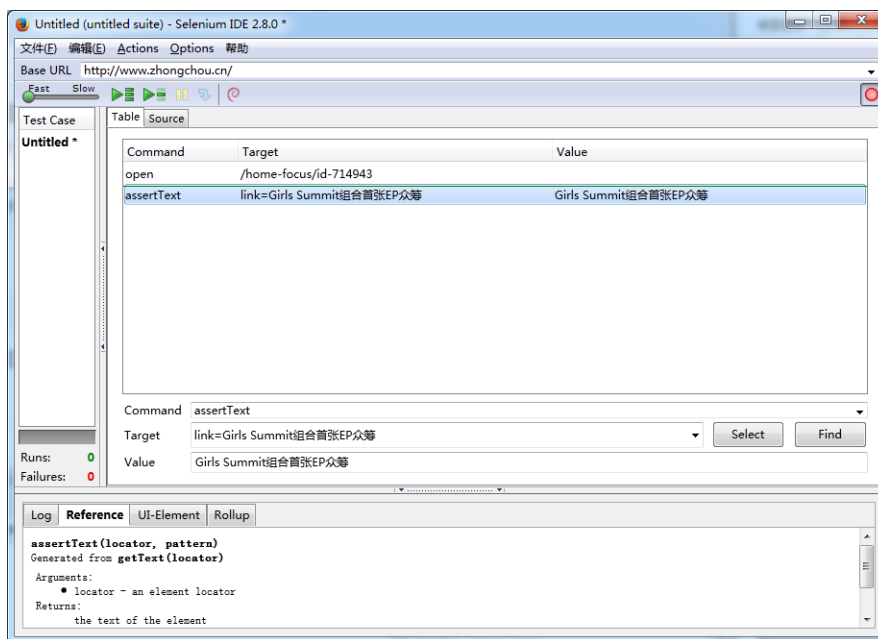 Untitled (untitled suite) - Selenium IDE 2.8.0 *
文件(F) 编辑(E) Actions Options 帮助
Base URL http://www.zhongchou.cn/
Fast Slow
Test Case
Table Source
Untitled *
Command Target Value
open /home-focus/id-714943
assertText link=Girls Summit组合首张EP众筹 Girls Summit组合首张EP众筹
Command assertText
Target link=Girls Summit组合首张EP众筹 Select Find
Value Girls Summit组合首张EP众筹
Runs: 0
Failures: 0
Log Reference UI-Element Rollup
assertText(locator, pattern)
Generated from getText(locator)
Arguments:
• locator - an element locator
Returns:
the text of the element